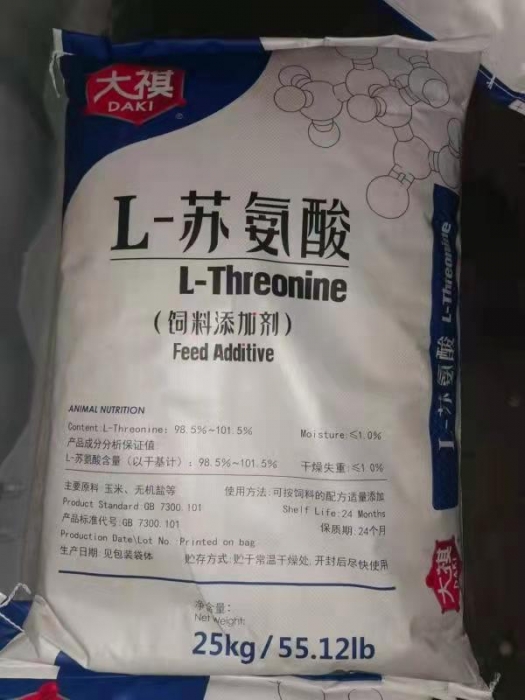 大祺
DAKI
L-苏氨酸
L-Threonine
(饲料添加剂)
Feed Additive
ANIMAL NUTRITION
Content:L-Threonine: 98.5%~101.5% Moisture:≤1.0%
产品成分分析保证值:
L-苏氨酸含量(以干基计): 98.5%~101.5% 干燥失重:≤1.0%
主要原料:玉米、无机盐等 使用方法:可按饲料的配方适量添加
Product Standard:GB 7300.101 Shelf Life:24 Months
产品标准代号:GB 7300.101 保质期:24个月
Production Date\Lot No :Printed on bag
生产日期:见包装袋体 贮存方式:贮于常温干燥处,开封后尽快使用
净含量:
Net weight:
25kg/55.12lb
L-苏氨酸 L-Threonine
大祺
DAKI